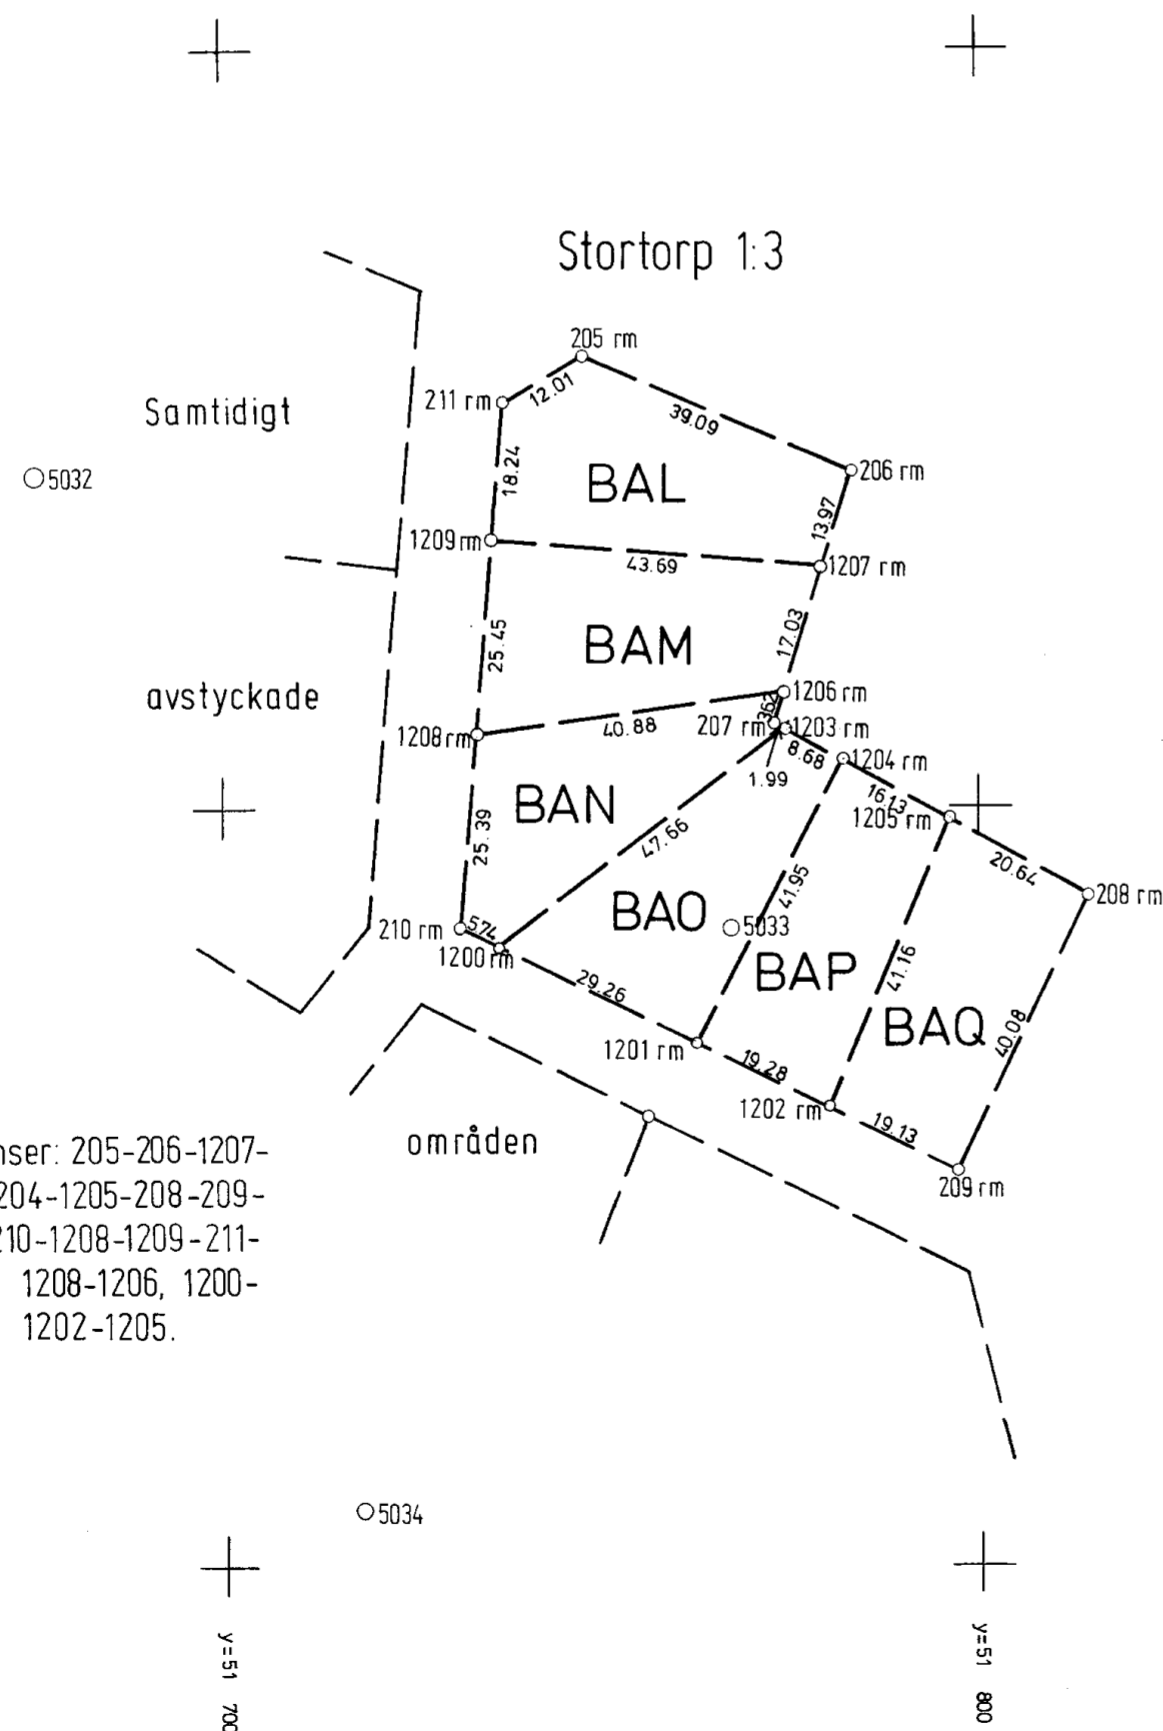 Stortorp 1:3
205 rm
12.01
211 rm
39.09
Samtidigt
18.24
BAL
206 rm
5032
13.97
1209 rm
43.69
1207 rm
25.45
BAM
17.03
avstyckade
1206 rm
3.62
1208 rm
40.88
207 rm
1203 rm
8.68
1204 rm
1.99
16.13
1205 rm
BAN
25.39
47.66
20.64
41.95
208 rm
BAO
5033
210 rm
5.74
1200 rm
41.16
BAP
29.26
BAQ
40.08
1201 rm
19.28
1202 rm
19.13
områden
209 rm
nser: 205-206-1207-
204-1205-208-209-
210-1208-1209-211-
1208-1206, 1200-
1202-1205.
5034
y=51 700
y=51 800